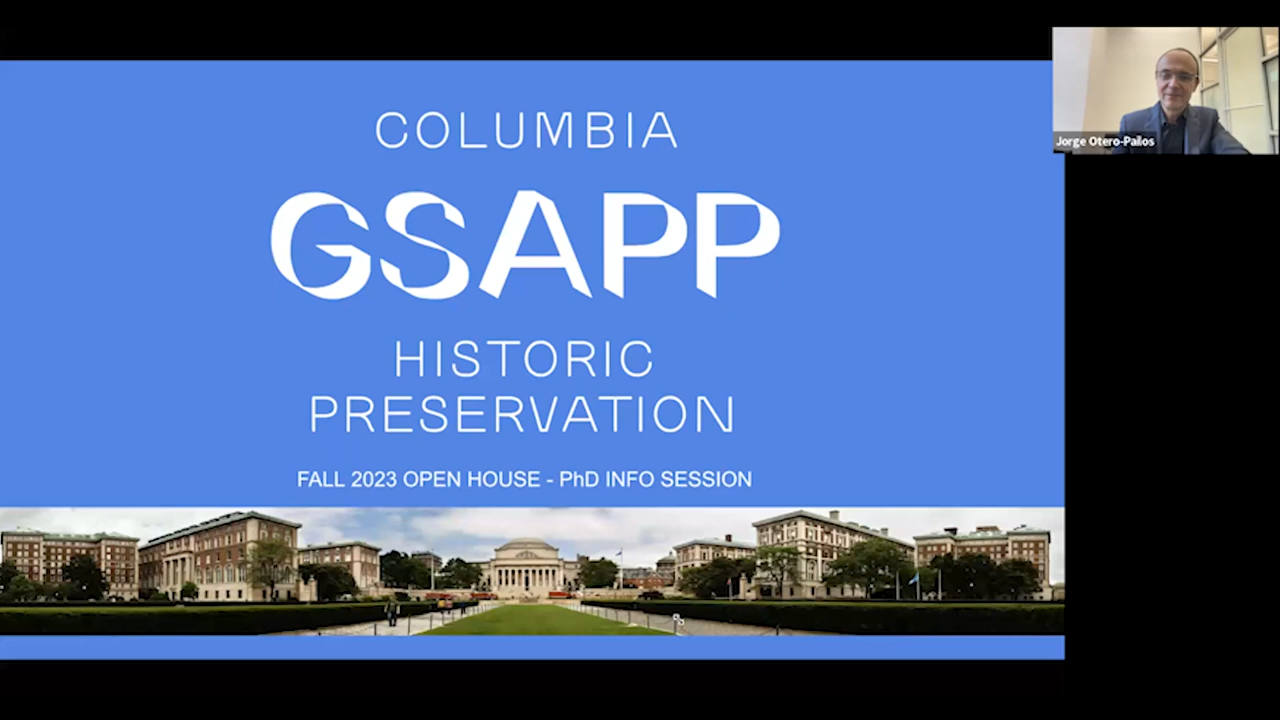 COLUMBIA
GSAPP
HISTORIC
PRESERVATION
FALL 2023 OPEN HOUSE - PhD INFO SESSION
Jorge Otero-Pailos